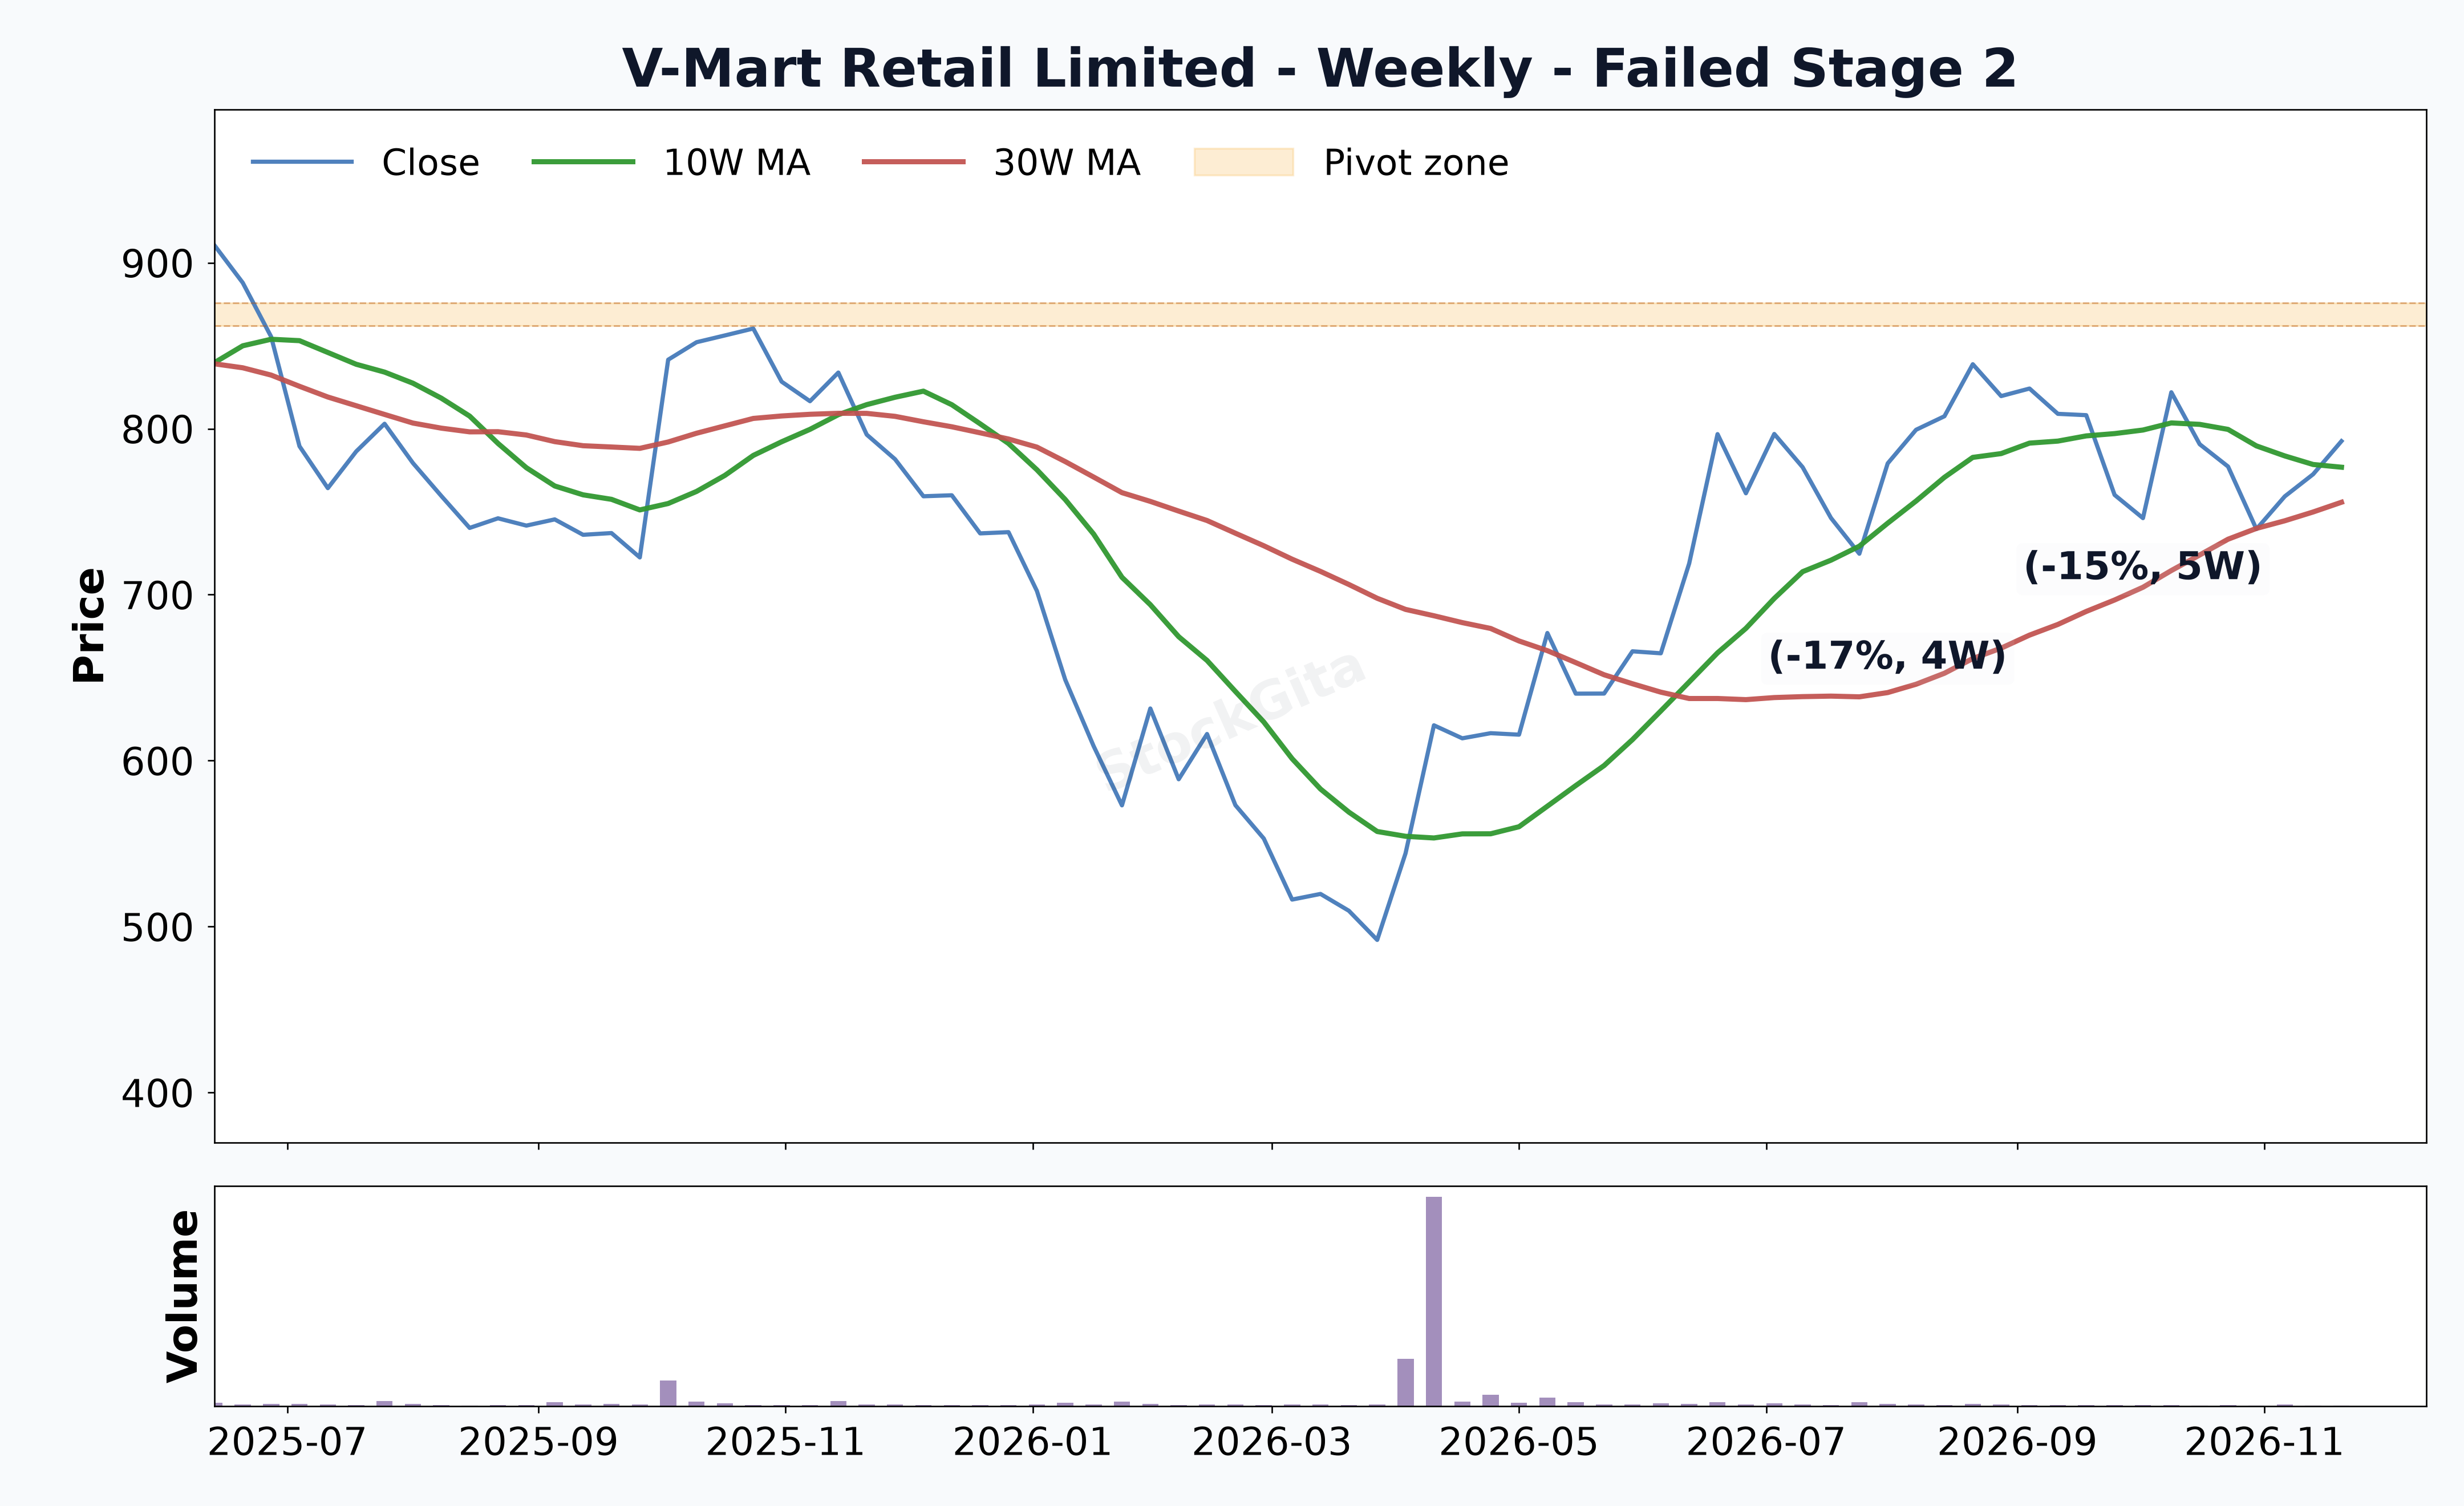 V-Mart Retail Limited - Weekly - Failed Stage 2
Close 10W MA 30W MA Pivot zone
900
800
700
600
500
400
Price
(-15%, 5W)
(-17%, 4W)
StockGita
Volume
2025-07 2025-09 2025-11 2026-01 2026-03 2026-05 2026-07 2026-09 2026-11